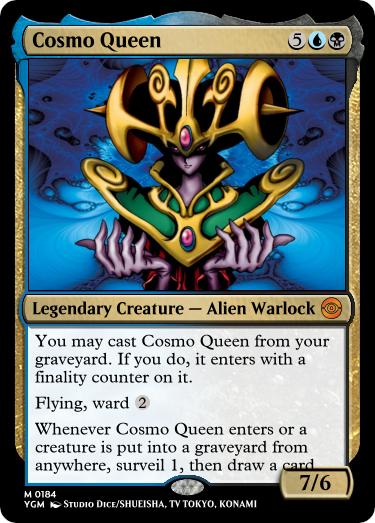 Cosmo Queen 5
Legendary Creature — Alien Warlock
You may cast Cosmo Queen from your
graveyard. If you do, it enters with a
finality counter on it.
Flying, ward 2
Whenever Cosmo Queen enters or a
creature is put into a graveyard from
anywhere, surveil 1, then draw a card
7/6
M 0184
YGM STUDIO DICE/SHUEISHA, TV TOKYO, KONAMI